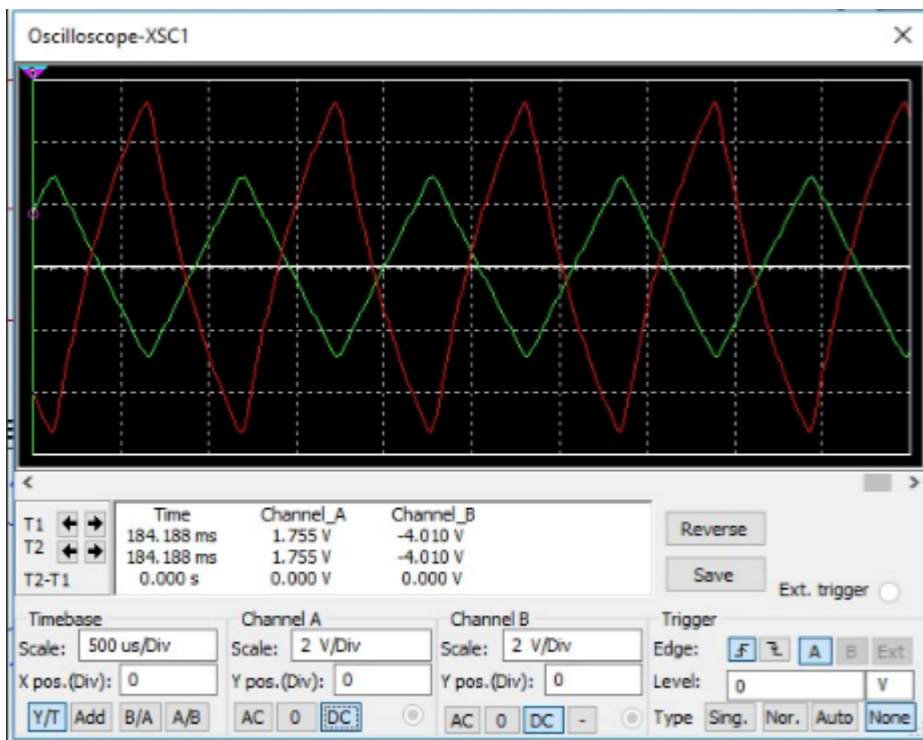 Oscilloscope-XSC1
Time Channel_A Channel_B
T1 184.188 ms 1.755 V -4.010 V
T2 184.188 ms 1.755 V -4.010 V
T2-T1 0.000 s 0.000 V 0.000 V
Reverse
Save
Ext. trigger
Timebase
Scale: 500 us/Div
X pos.(Div): 0
Y/T Add B/A A/B
Channel A
Scale: 2 V/Div
Y pos.(Div): 0
AC 0 DC
Channel B
Scale: 2 V/Div
Y pos.(Div): 0
AC 0 DC -
Trigger
Edge: A B Ext
Level: 0 V
Type Sing. Nor. Auto None